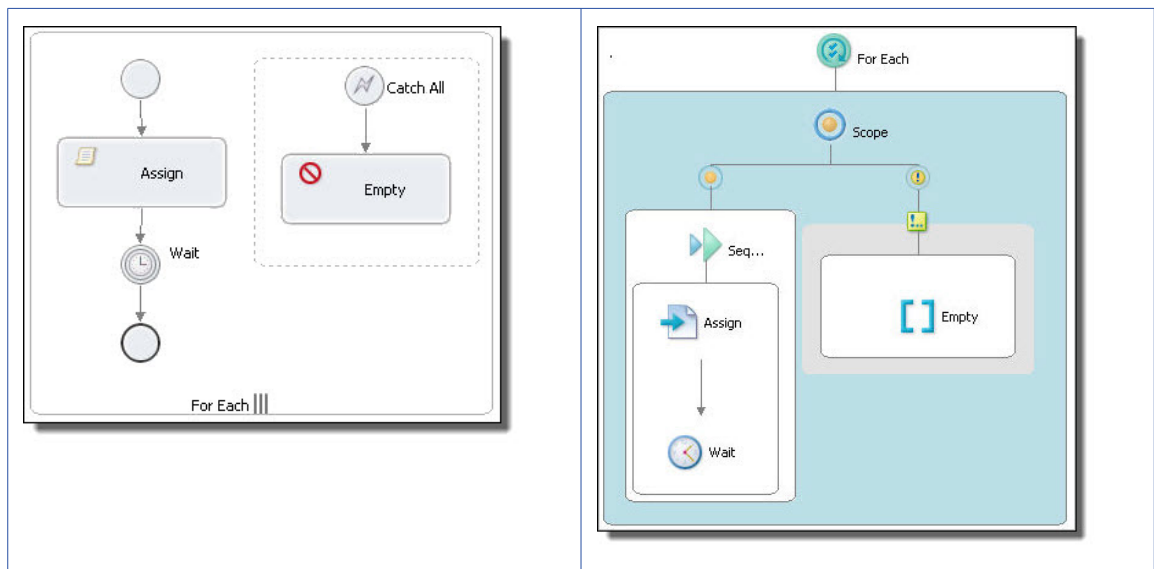 Catch All
Assign
Empty
Wait
For Each
For Each
Scope
Seq...
Assign
Empty
Wait